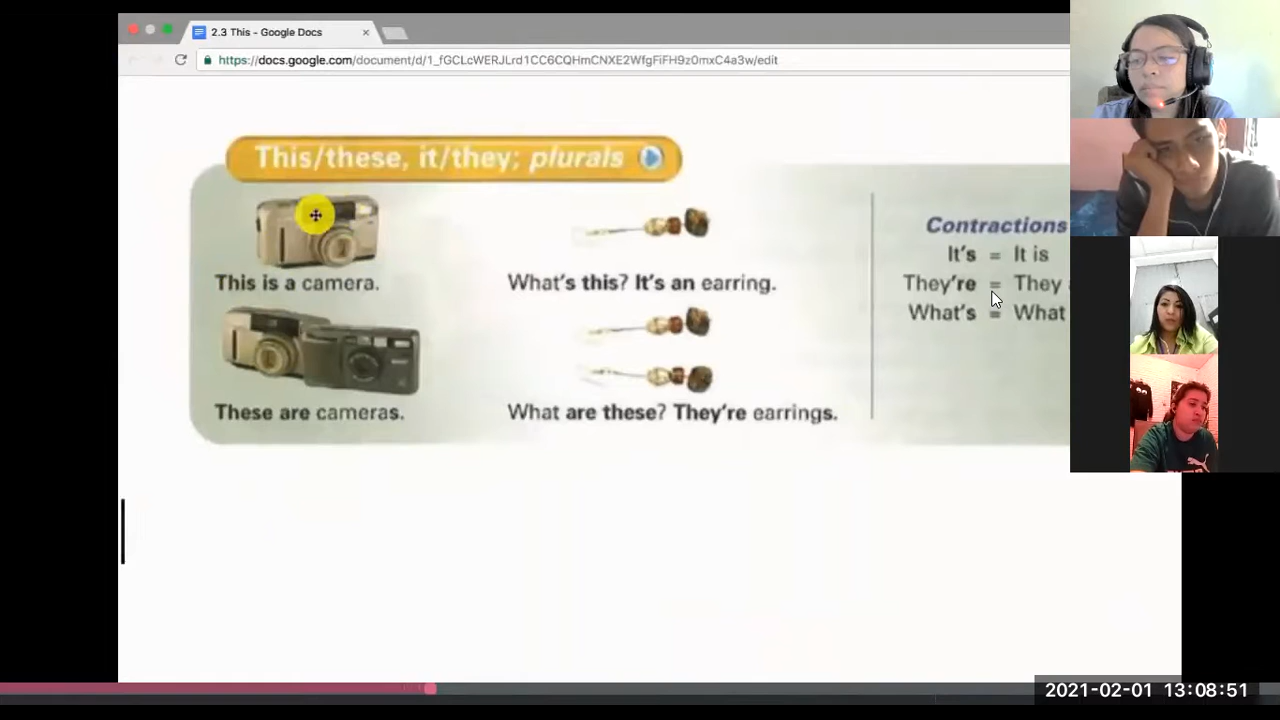 2.3 This - Google Docs
https://docs.google.com/document/d/1_fGCLcWERJLrd1CC6CQHmCNXE2WfgFiFH9z0mxC4a3w/edit
This/these, it/they; plurals
This is a camera.
What's this? It's an earring.
These are cameras.
What are these? They're earrings.
Contractions
It's = It is
They're = They
What's = What
2021-02-01 13:08:51